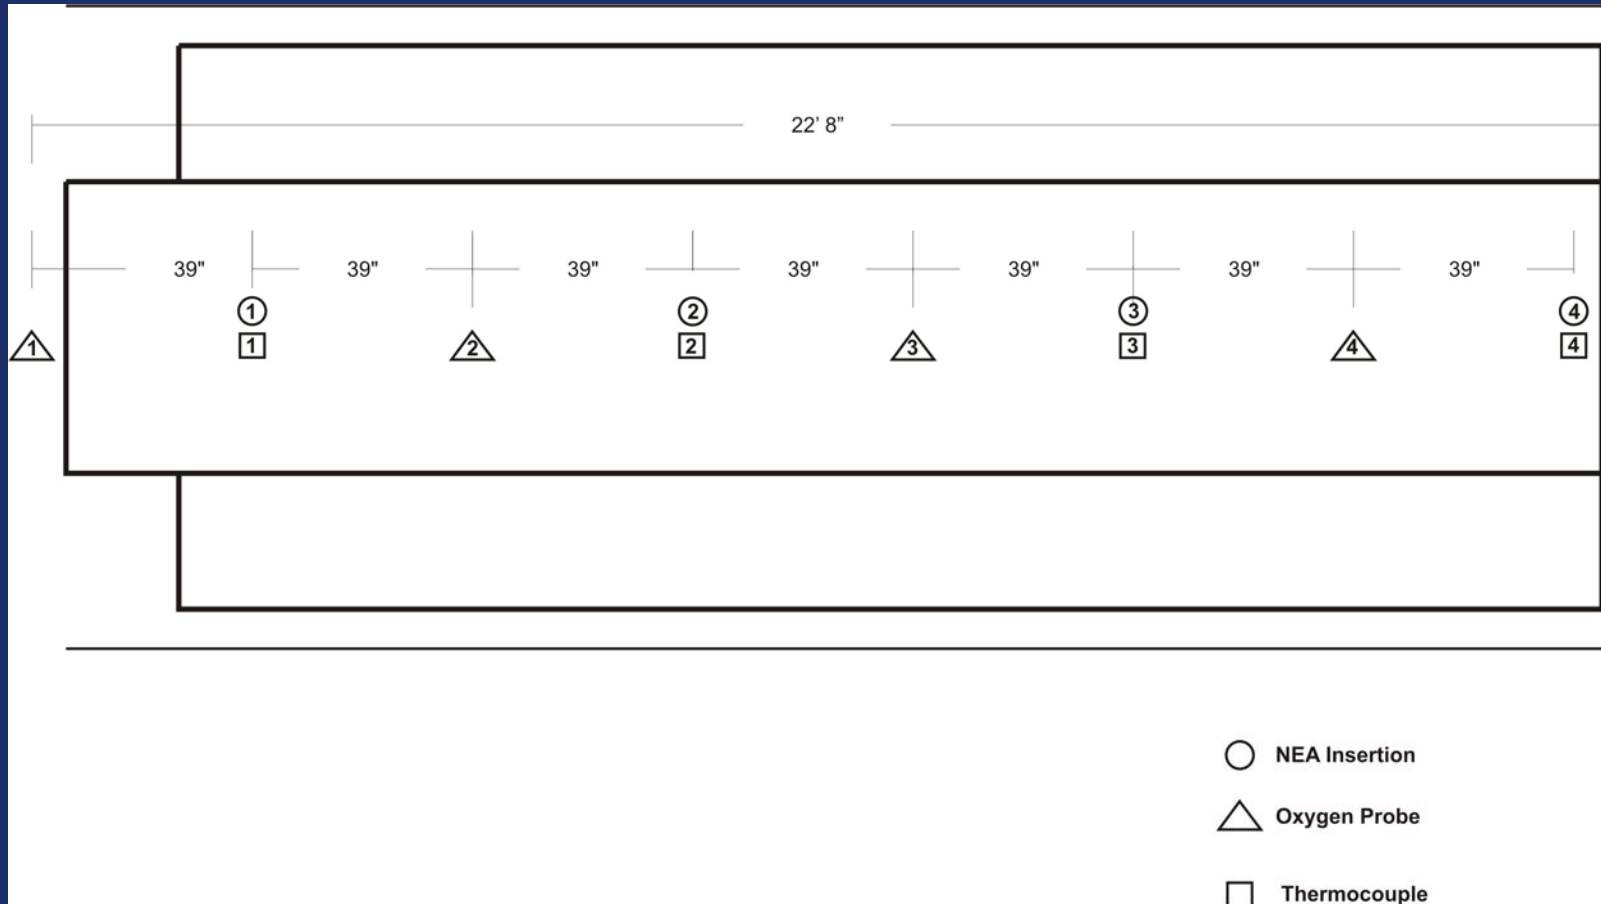 22’ 8”
39" 39" 39" 39" 39" 39" 39"
1 2 3 4
1 1 2 2 3 3 4 4
NEA Insertion
Oxygen Probe
Thermocouple